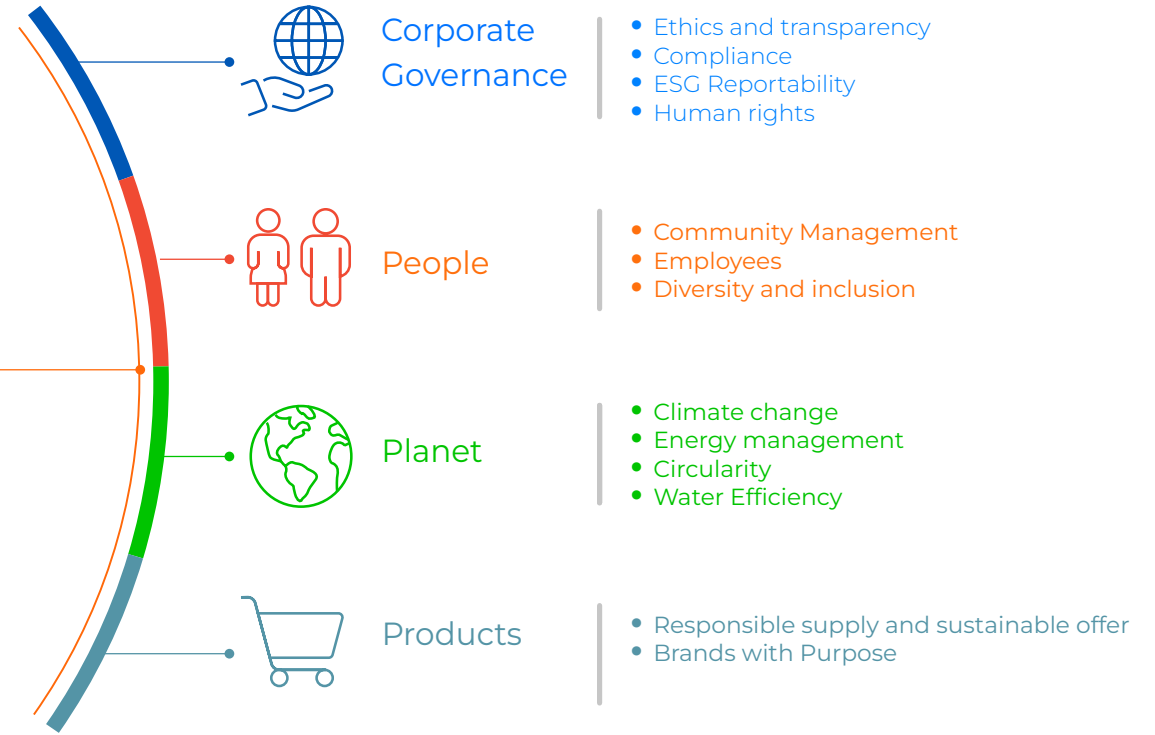 Corporate
Governance
• Ethics and transparency
• Compliance
• ESG Reportability
• Human rights
People
• Community Management
• Employees
• Diversity and inclusion
Planet
• Climate change
• Energy management
• Circularity
• Water Efficiency
Products
• Responsible supply and sustainable offer
• Brands with Purpose